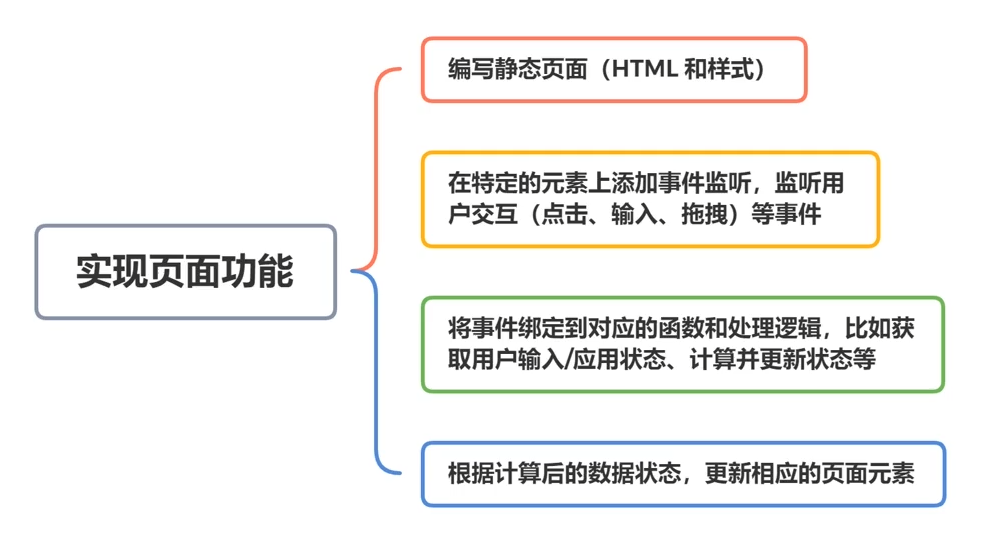 编写静态页面（HTML 和样式）
在特定的元素上添加事件监听，监听用
户交互（点击、输入、拖拽）等事件
实现页面功能
将事件绑定到对应的函数和处理逻辑，比如获
取用户输入/应用状态、计算并更新状态等
根据计算后的数据状态，更新相应的页面元素